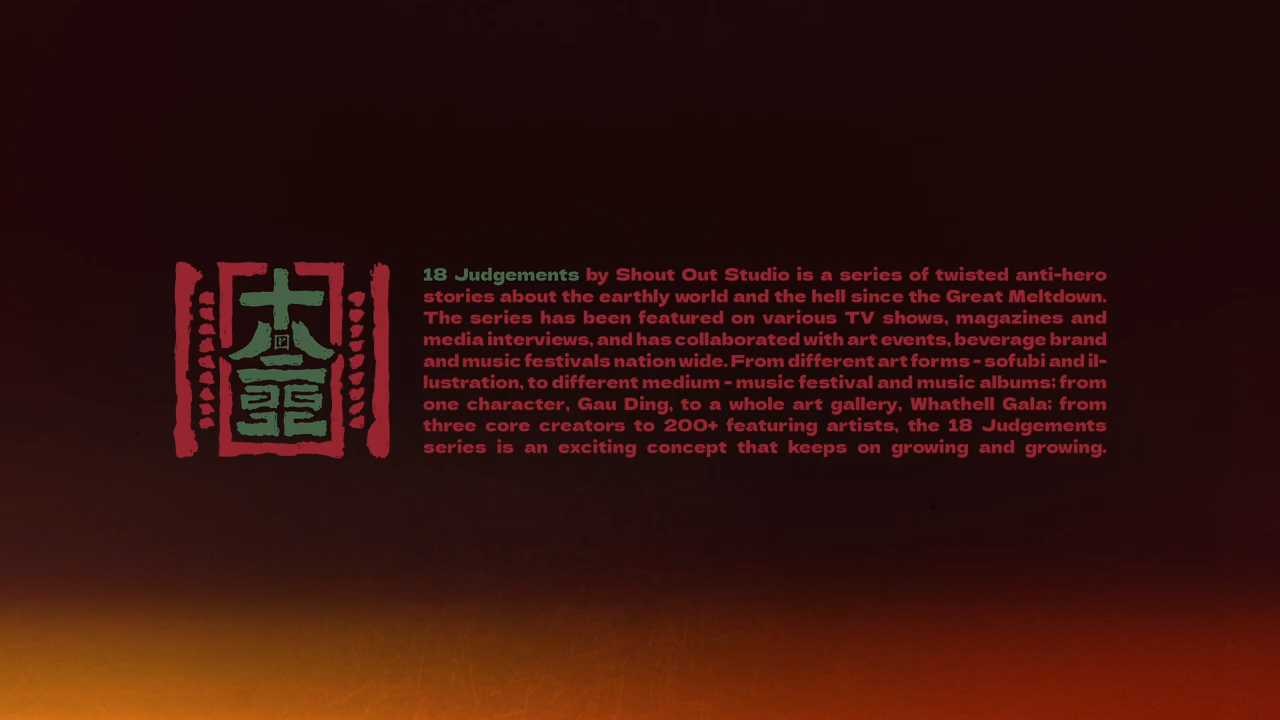 18 Judgements by Shout Out Studio is a series of twisted anti-hero
stories about the earthly world and the hell since the Great Meltdown.
The series has been featured on various TV shows, magazines and
media interviews, and has collaborated with art events, beverage brand
and music festivals nation wide. From different art forms - sofubi and il-
lustration, to different medium - music festival and music albums; from
one character, Gau Ding, to a whole art gallery, Whathell Gala; from
three core creators to 200+ featuring artists, the 18 Judgements
series is an exciting concept that keeps on growing and growing.